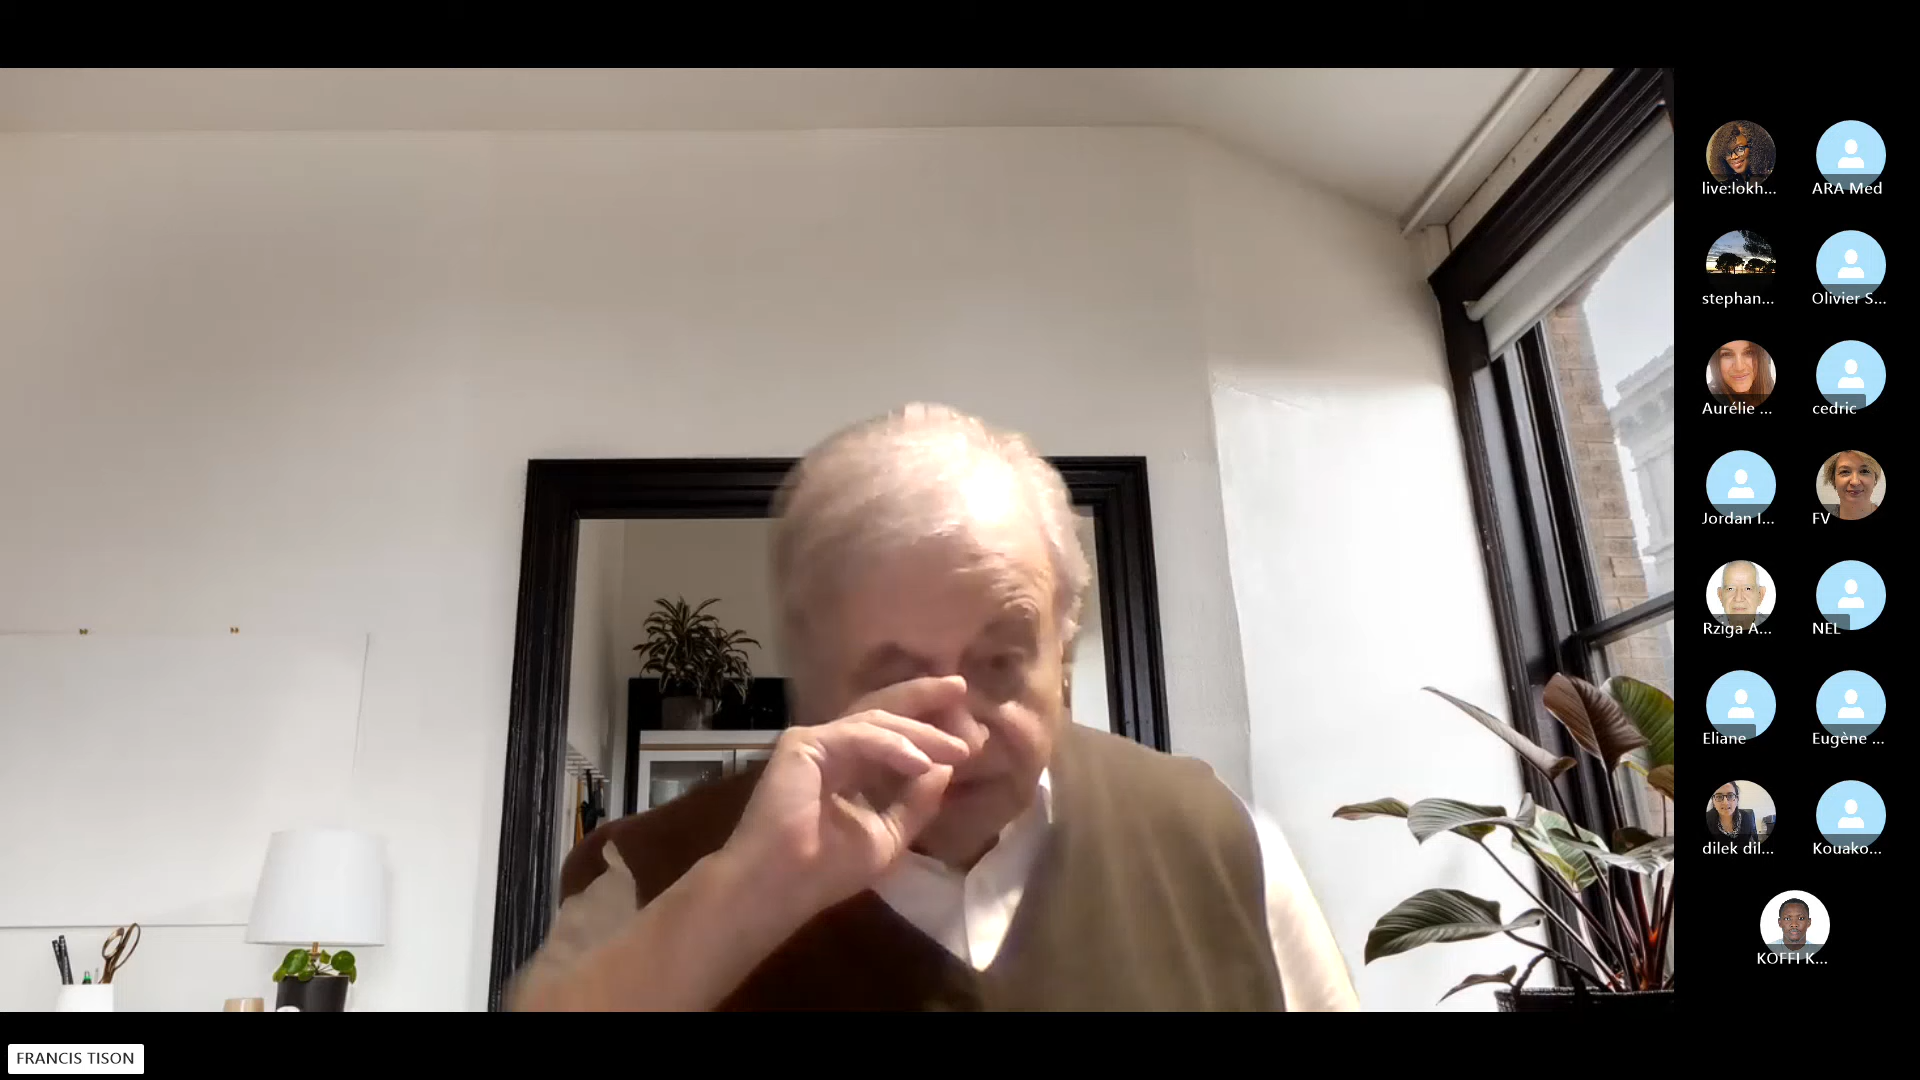 live:lokh...
ARA Med
stephan...
Olivier S...
Aurélie ...
cedric
Jordan I...
FV
Rziga A...
NEL
Eliane
Eugène ...
dilek dil...
Kouako...
KOFFI K...
FRANCIS TISON